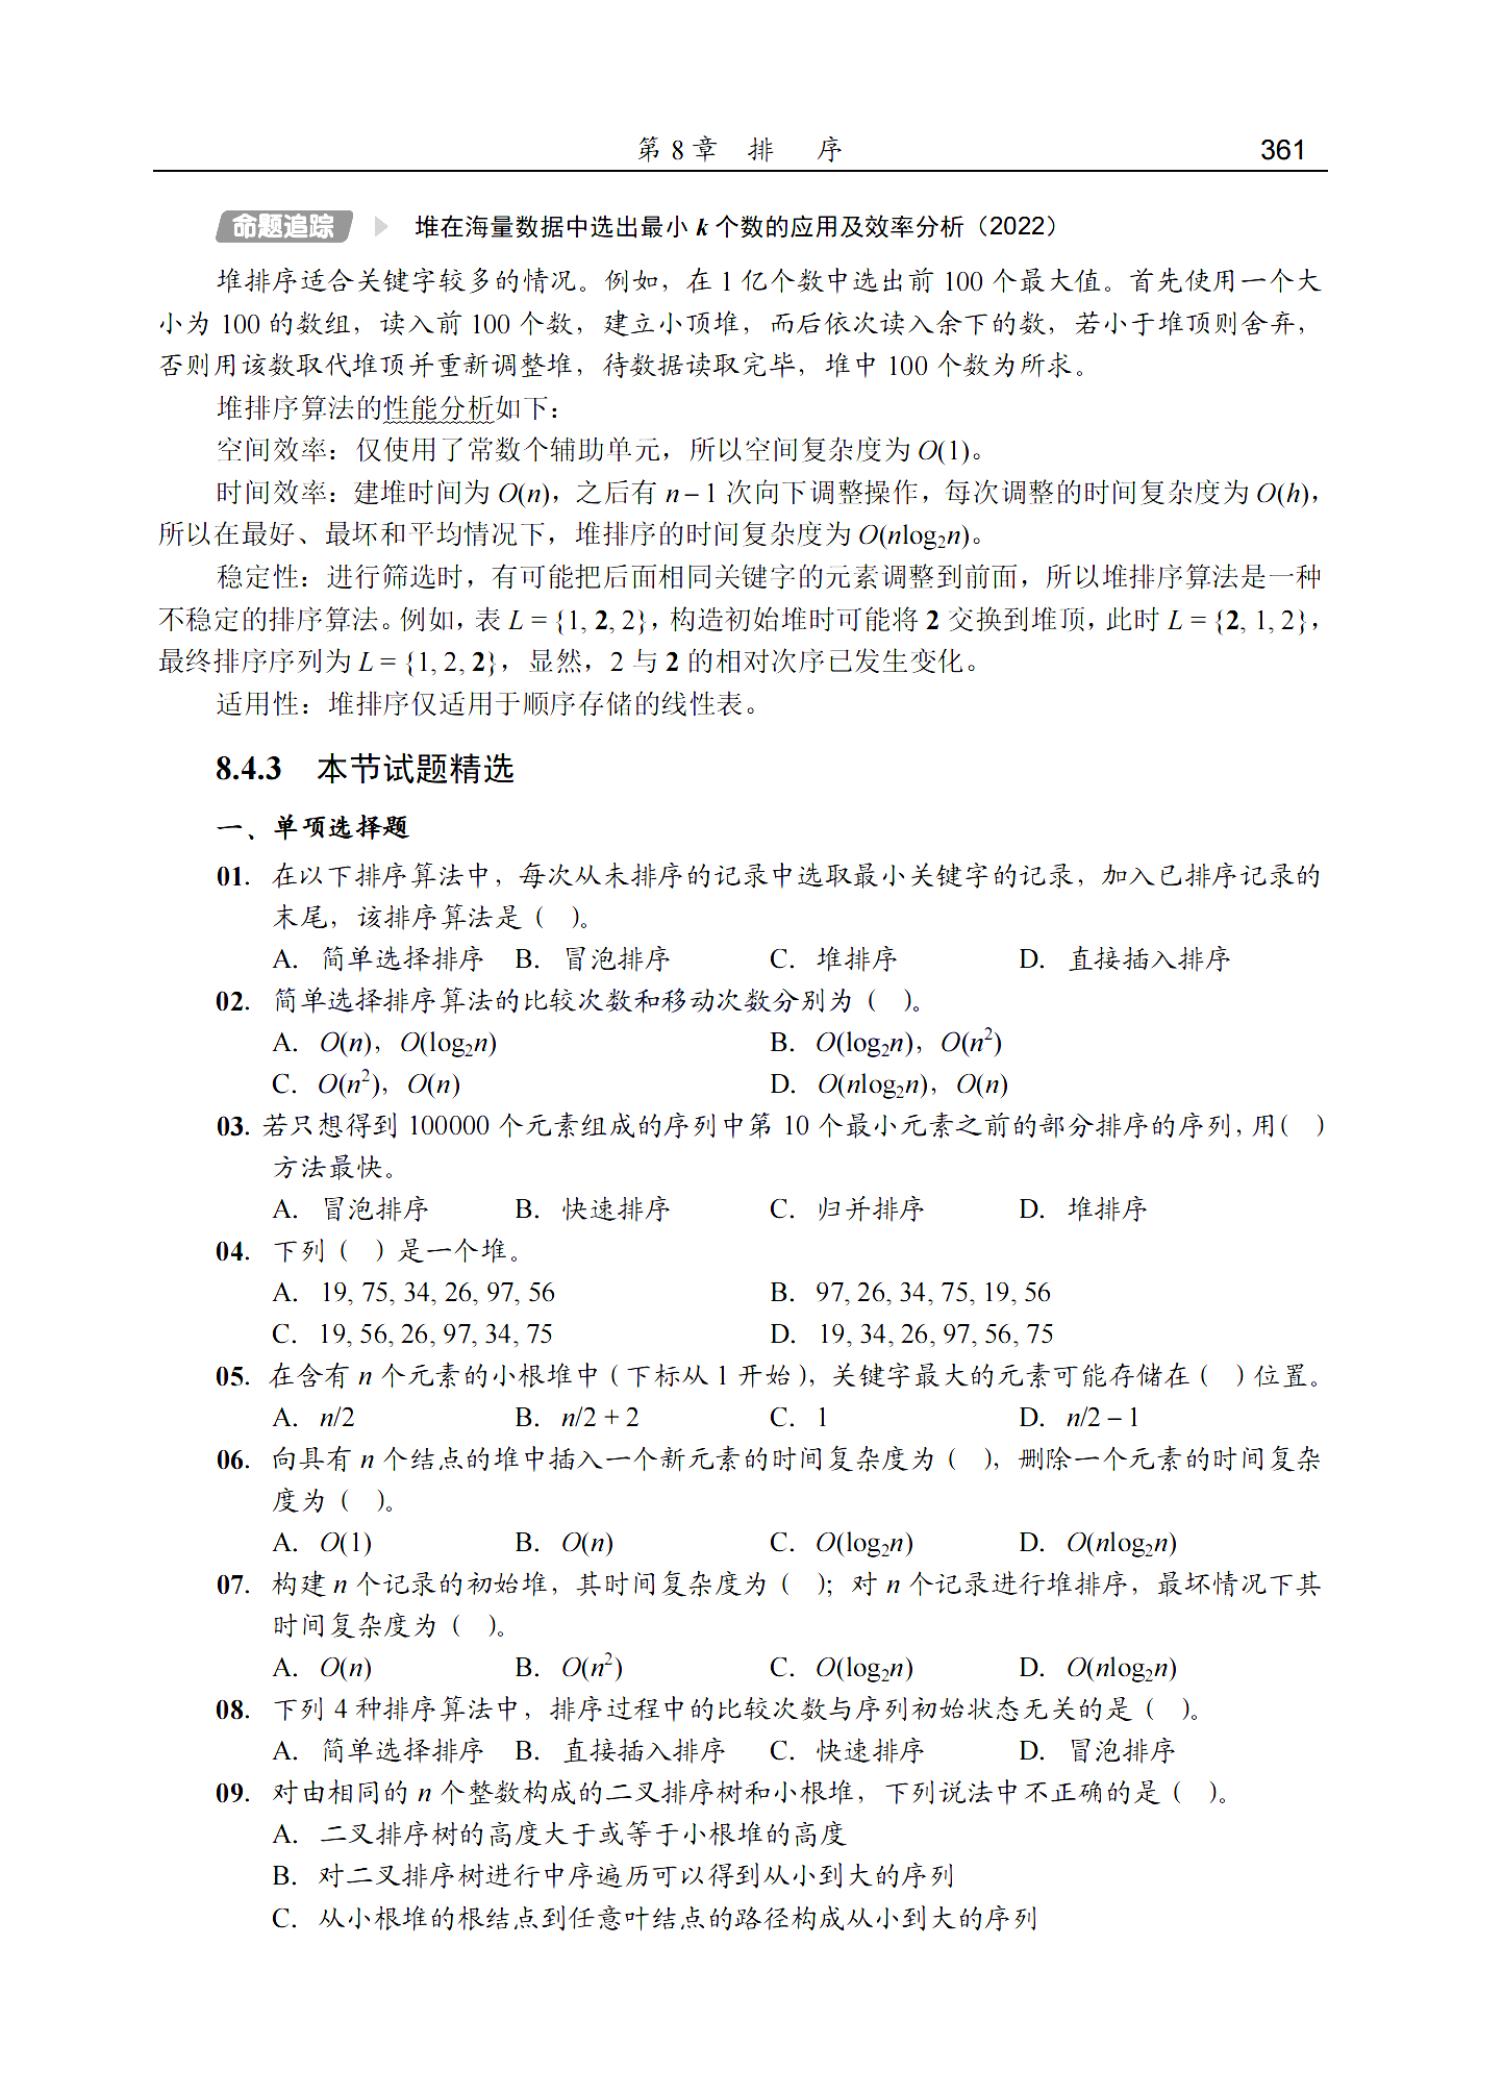 第 8 章 排 序 361
命题追踪 堆在海量数据中选出最小 k 个数的应用及效率分析（2022）
堆排序适合关键字较多的情况。例如，在 1 亿个数中选出前 100 个最大值。首先使用一个大
小为 100 的数组，读入前 100 个数，建立小顶堆，而后依次读入余下的数，若小于堆顶则舍弃，
否则用该数取代堆顶并重新调整堆，待数据读取完毕，堆中 100 个数为所求。
堆排序算法的性能分析如下：
空间效率：仅使用了常数个辅助单元，所以空间复杂度为 O(1)。
时间效率：建堆时间为 O(n)，之后有 n – 1 次向下调整操作，每次调整的时间复杂度为 O(h)，
所以在最好、最坏和平均情况下，堆排序的时间复杂度为 O(nlog₂n)。
稳定性：进行筛选时，有可能把后面相同关键字的元素调整到前面，所以堆排序算法是一种
不稳定的排序算法。例如，表 L = {1, 2, 2}，构造初始堆时可能将 2 交换到堆顶，此时 L = {2, 1, 2}，
最终排序序列为 L = {1, 2, 2}，显然，2 与 2 的相对次序已发生变化。
适用性：堆排序仅适用于顺序存储的线性表。
8.4.3 本节试题精选
一、单项选择题
01. 在以下排序算法中，每次从未排序的记录中选取最小关键字的记录，加入已排序记录的
末尾，该排序算法是（ ）。
A. 简单选择排序 B. 冒泡排序 C. 堆排序 D. 直接插入排序
02. 简单选择排序算法的比较次数和移动次数分别为（ ）。
A. O(n)，O(log₂n) B. O(log₂n)，O(n²)
C. O(n²)，O(n) D. O(nlog₂n)，O(n)
03. 若只想得到 100000 个元素组成的序列中第 10 个最小元素之前的部分排序的序列，用（ ）
方法最快。
A. 冒泡排序 B. 快速排序 C. 归并排序 D. 堆排序
04. 下列（ ）是一个堆。
A. 19, 75, 34, 26, 97, 56 B. 97, 26, 34, 75, 19, 56
C. 19, 56, 26, 97, 34, 75 D. 19, 34, 26, 97, 56, 75
05. 在含有 n 个元素的小根堆中（下标从 1 开始），关键字最大的元素可能存储在（ ）位置。
A. n/2 B. n/2 + 2 C. 1 D. n/2 – 1
06. 向具有 n 个结点的堆中插入一个新元素的时间复杂度为（ ），删除一个元素的时间复杂
度为（ ）。
A. O(1) B. O(n) C. O(log₂n) D. O(nlog₂n)
07. 构建 n 个记录的初始堆，其时间复杂度为（ ）；对 n 个记录进行堆排序，最坏情况下其
时间复杂度为（ ）。
A. O(n) B. O(n²) C. O(log₂n) D. O(nlog₂n)
08. 下列 4 种排序算法中，排序过程中的比较次数与序列初始状态无关的是（ ）。
A. 简单选择排序 B. 直接插入排序 C. 快速排序 D. 冒泡排序
09. 对由相同的 n 个整数构成的二叉排序树和小根堆，下列说法中不正确的是（ ）。
A. 二叉排序树的高度大于或等于小根堆的高度
B. 对二叉排序树进行中序遍历可以得到从小到大的序列
C. 从小根堆的根结点到任意叶结点的路径构成从小到大的序列